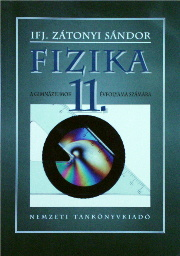 IFJ. ZÁTONYI SÁNDOR
FIZIKA
A GIMNÁZIUMOK 11. ÉVFOLYAMA SZÁMÁRA
NEMZETI TANKÖNYVKIADÓ